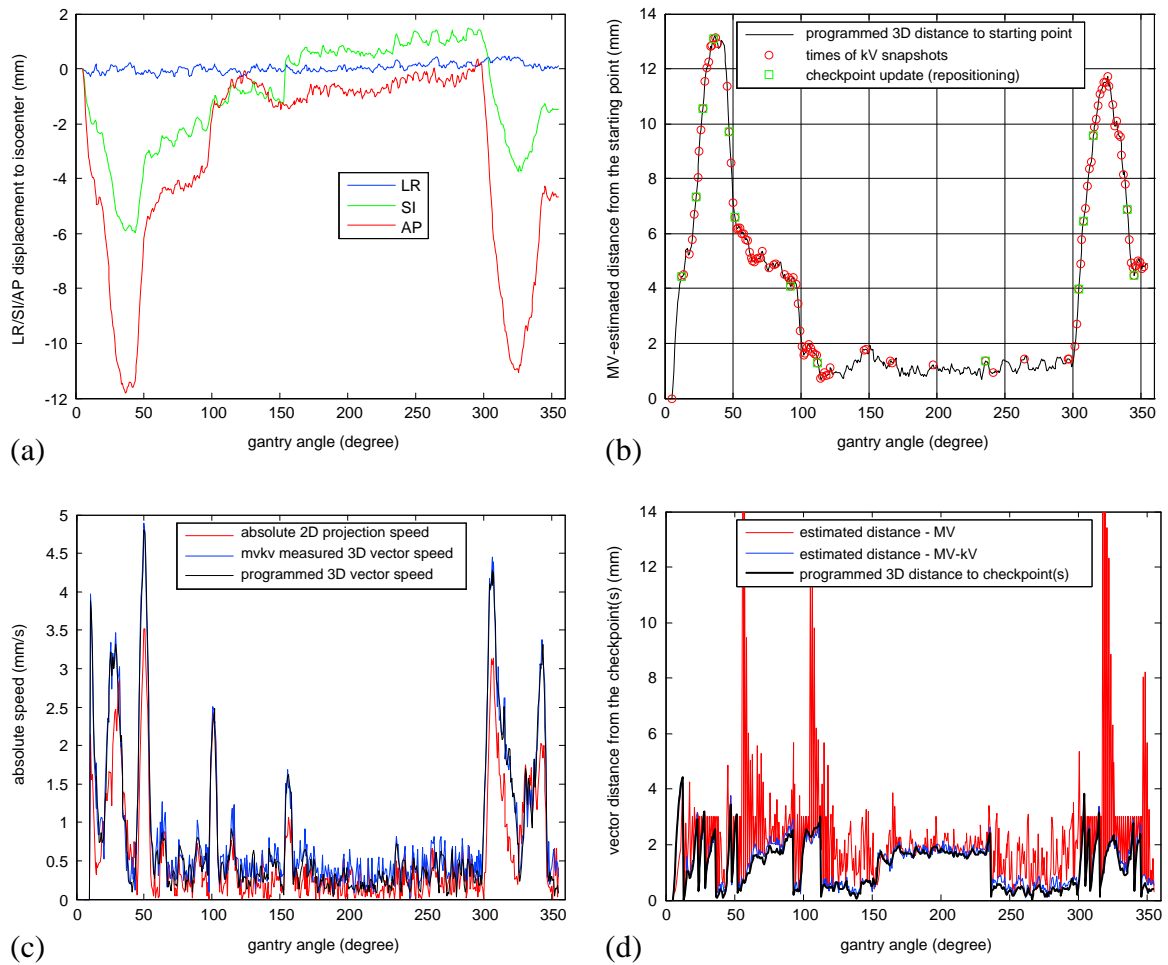 2
0
-2
-4
-6
-8
-10
-12
0 50 100 150 200 250 300 350
LR/SI/AP displacement to isocenter (mm)
gantry angle (degree)
LR
SI
AP
(a)
14
12
10
8
6
4
2
0
0 50 100 150 200 250 300 350
MV-estimated distance from the starting point (mm)
gantry angle (degree)
programmed 3D distance to starting point
times of kV snapshots
checkpoint update (repositioning)
(b)
5
4.5
4
3.5
3
2.5
2
1.5
1
0.5
0
0 50 100 150 200 250 300 350
absolute speed (mm/s)
gantry angle (degree)
absolute 2D projection speed
mvkv measured 3D vector speed
programmed 3D vector speed
(c)
14
12
10
8
6
4
2
0
0 50 100 150 200 250 300 350
vector distance from the checkpoint(s) (mm)
gantry angle (degree)
estimated distance - MV
estimated distance - MV-kV
programmed 3D distance to checkpoint(s)
(d)